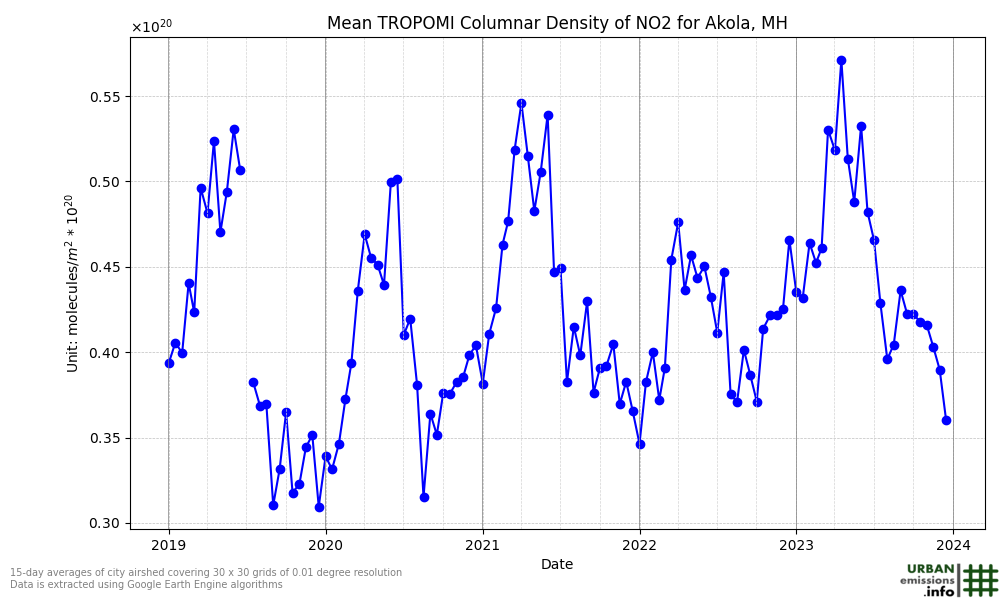 Mean TROPOMI Columnar Density of NO2 for Akola, MH
×10²⁰
0.55
0.50
0.45
0.40
0.35
0.30
Unit: molecules/m² * 10²⁰
2019 2020 2021 2022 2023 2024
Date
15-day averages of city airshed covering 30 x 30 grids of 0.01 degree resolution
Data is extracted using Google Earth Engine algorithms
URBAN
emissions
.info